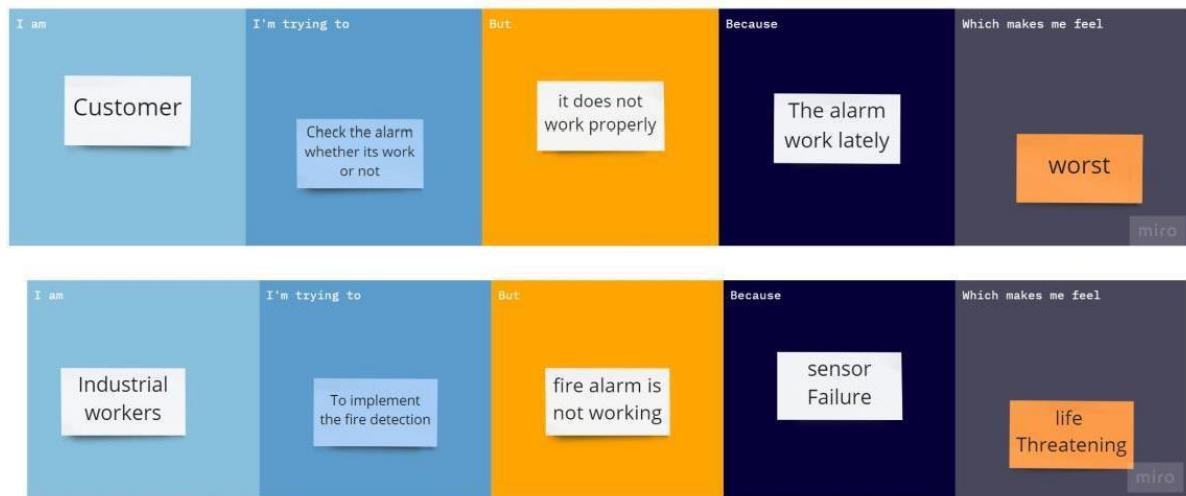 I am
I'm trying to
But
Because
Which makes me feel
Customer
Check the alarm
whether its work
or not
it does not
work properly
The alarm
work lately
worst
miro
I am
I'm trying to
But
Because
Which makes me feel
Industrial
workers
To implement
the fire detection
fire alarm is
not working
sensor
Failure
life
Threatening
miro